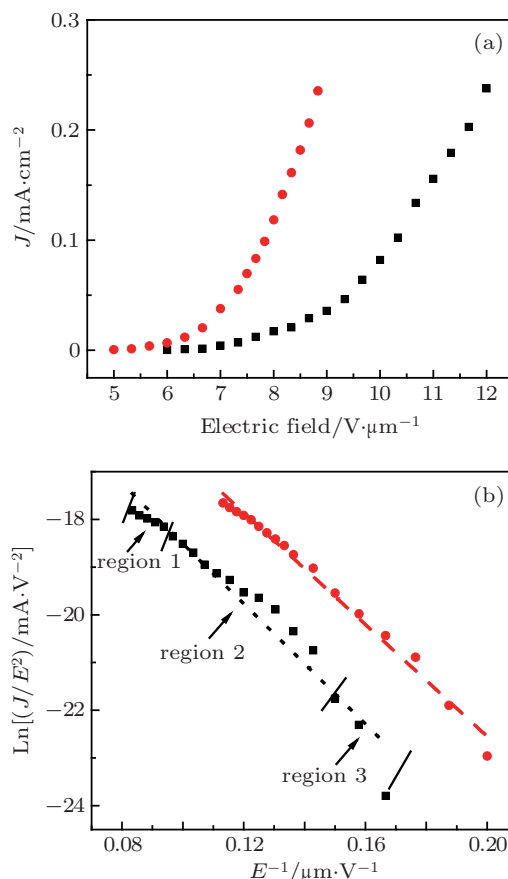 (a)
0.3
0.2
0.1
0
J/mA·cm⁻²
5 6 7 8 9 10 11 12
Electric field/V·μm⁻¹
(b)
−18
−20
−22
−24
Ln[(J/E²)/mA·V⁻²]
region 1
region 2
region 3
0.08 0.12 0.16 0.20
E⁻¹/μm·V⁻¹